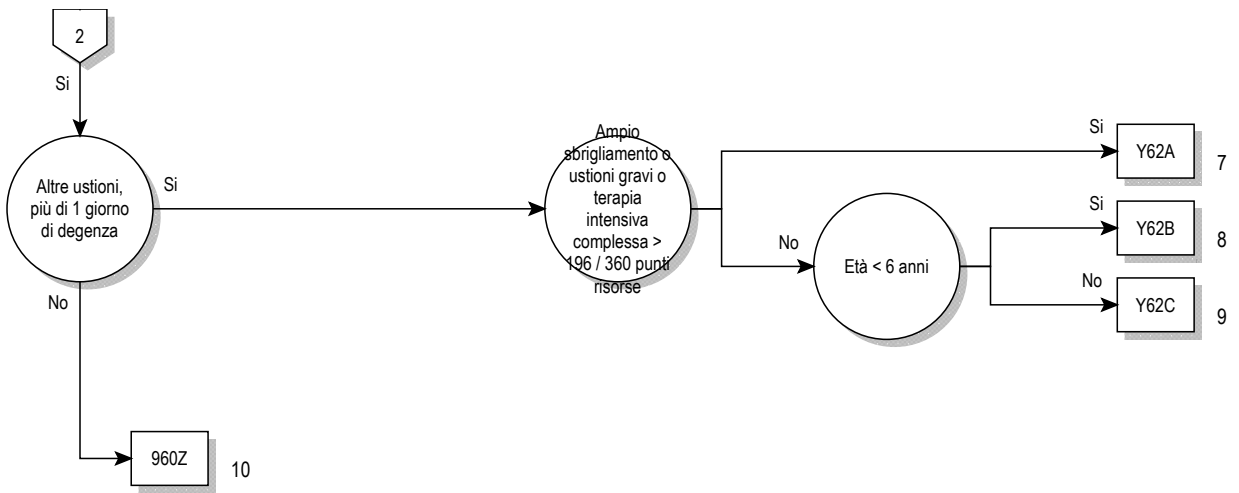 2
Si
Altre ustioni,
più di 1 giorno
di degenza
Si
No
Ampio
sbrigliamento o
ustioni gravi o
terapia
intensiva
complessa >
196 / 360 punti
risorse
Si
Y62A
7
No
Età < 6 anni
Si
Y62B
8
No
Y62C
9
960Z
10